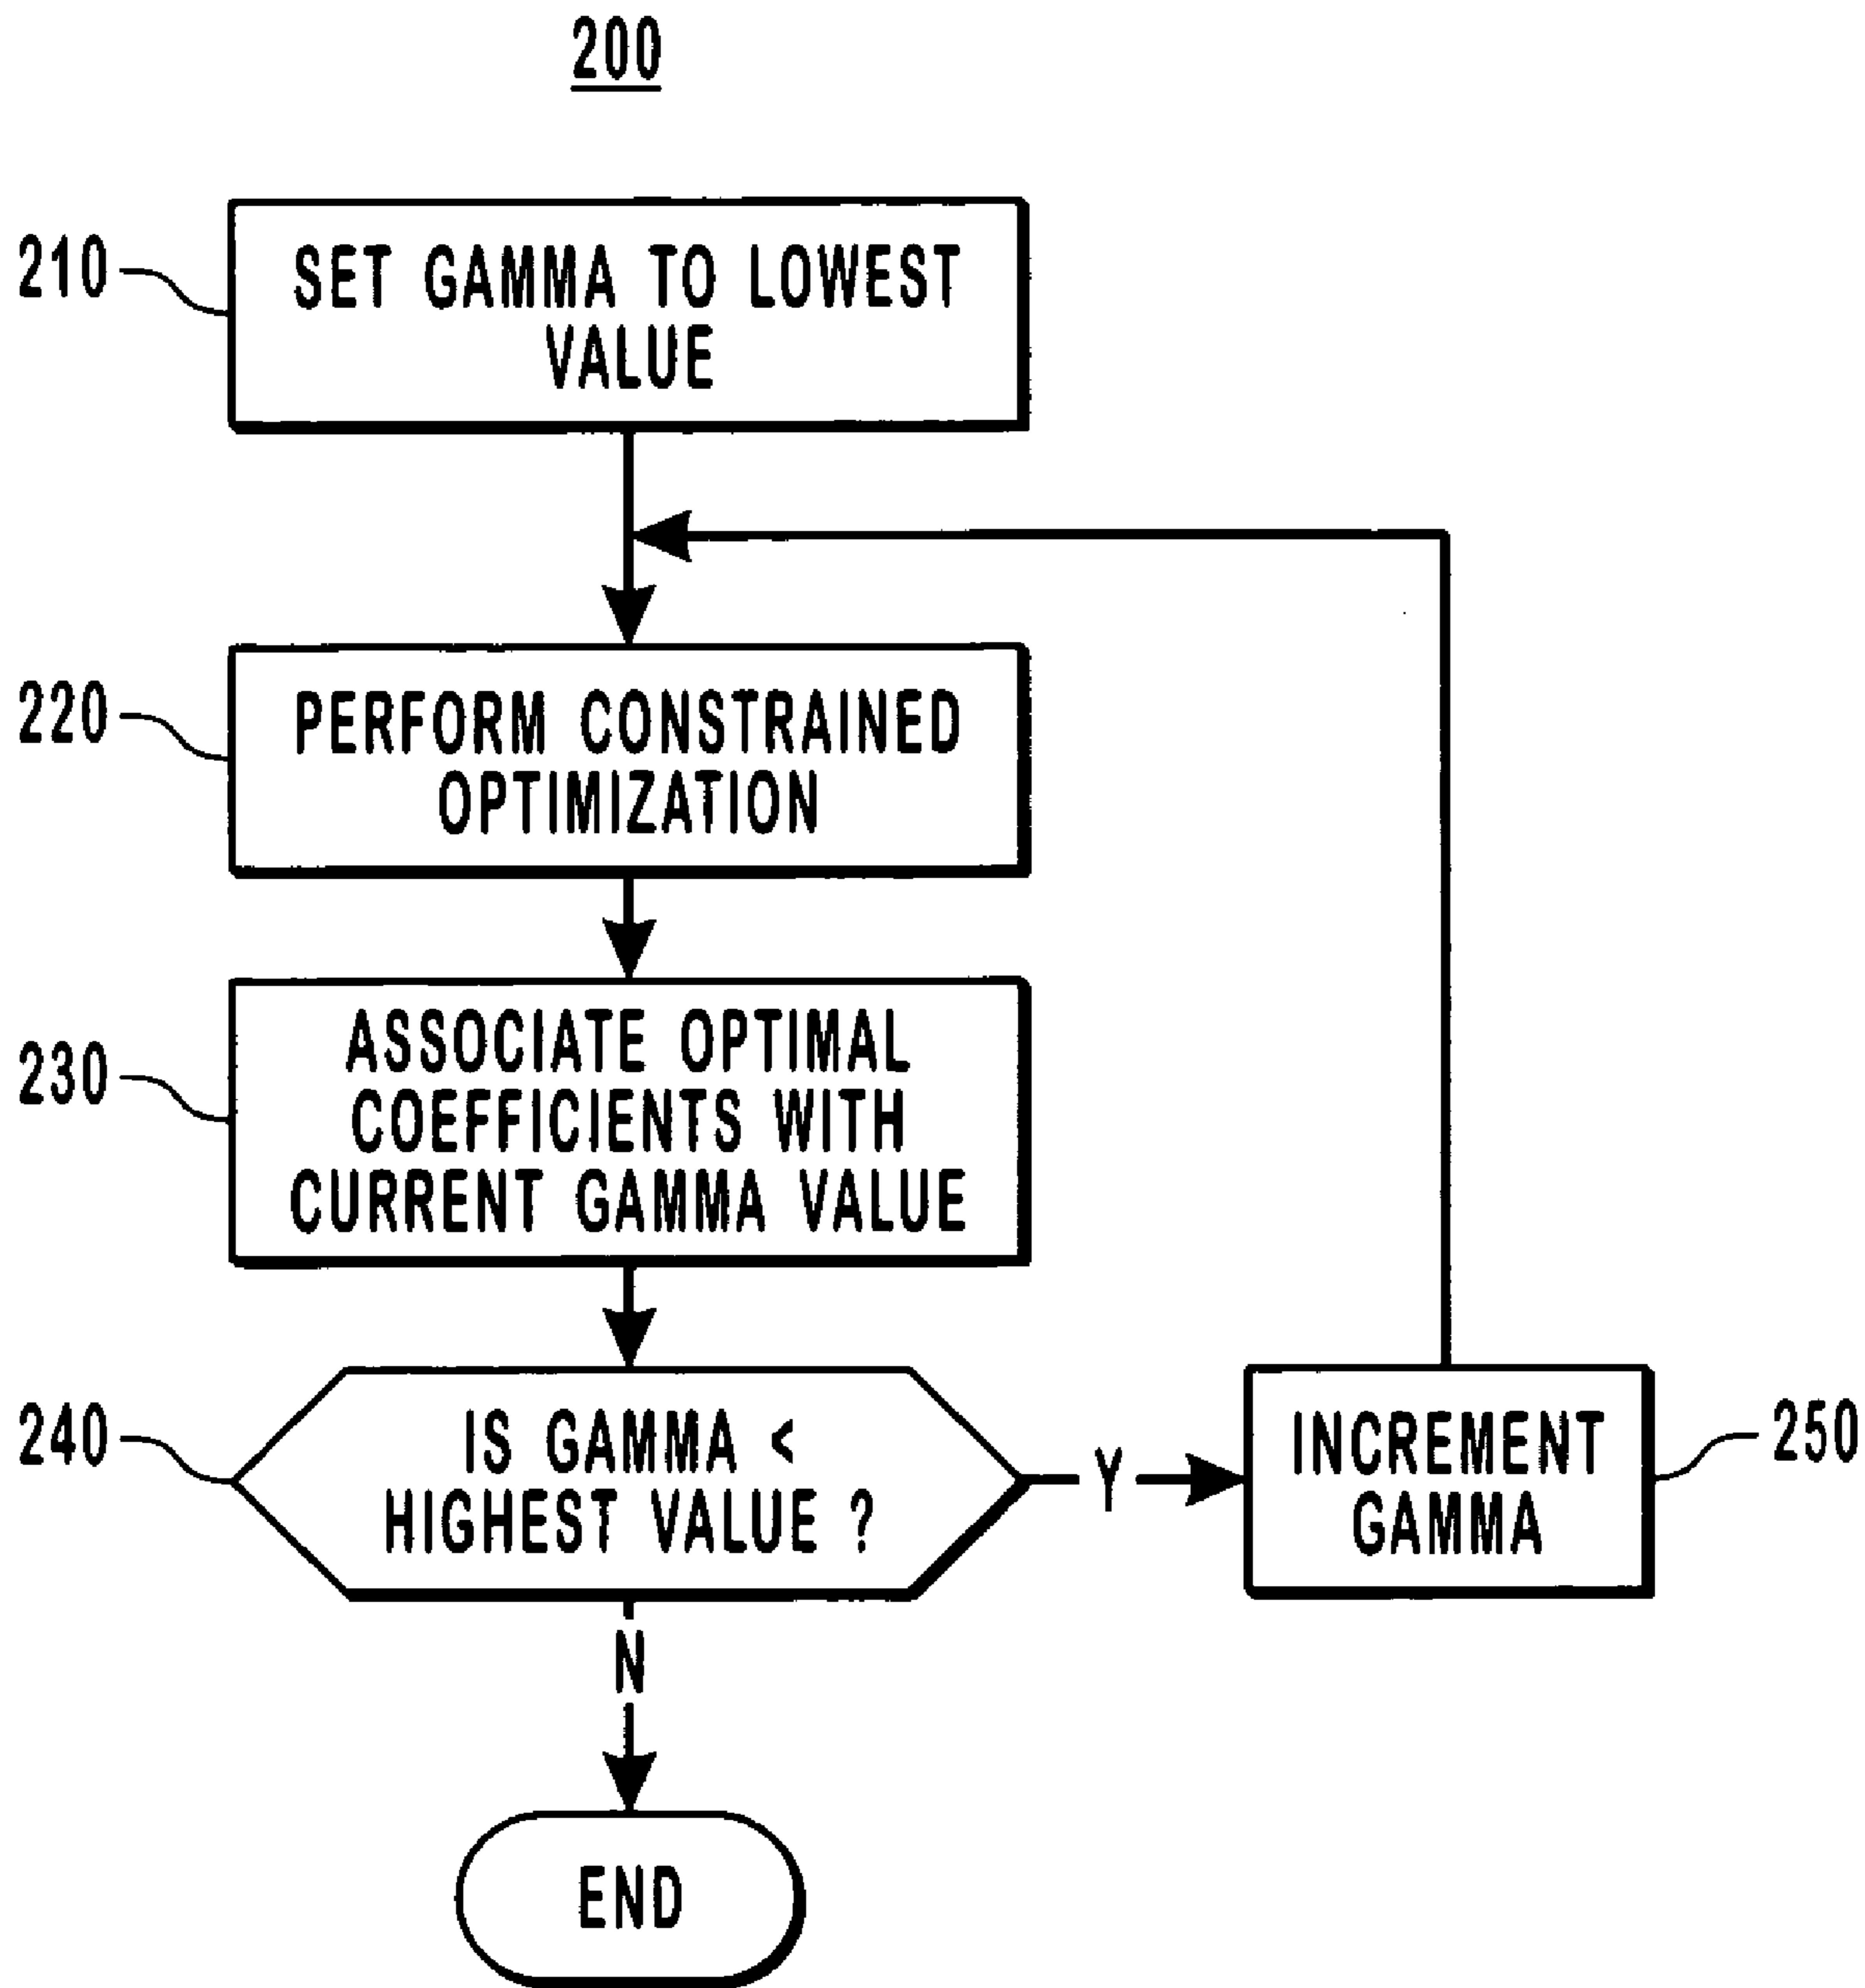 200
210
SET GAMMA TO LOWEST
VALUE
220
PERFORM CONSTRAINED
OPTIMIZATION
230
ASSOCIATE OPTIMAL
COEFFICIENTS WITH
CURRENT GAMMA VALUE
240
IS GAMMA <
HIGHEST VALUE ?
Y
INCREMENT
GAMMA
250
N
END